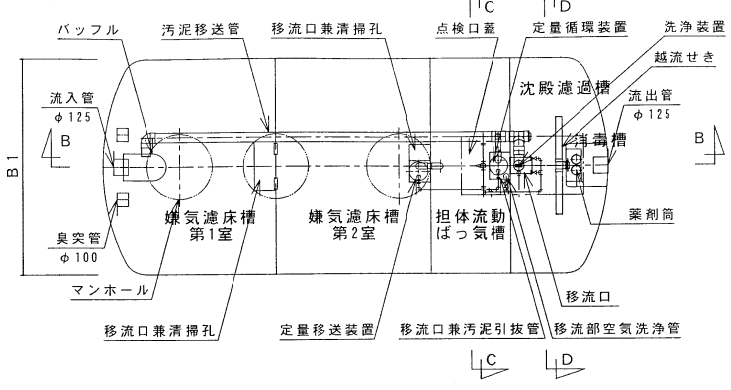 C
D
バッフル
汚泥移送管
移流口兼清掃孔
点検口蓋
定量循環装置
洗浄装置
越流せき
沈殿濾過槽
流入管
φ125
流出管
φ125
B
消毒槽
B
B1
嫌気濾床槽
第1室
嫌気濾床槽
第2室
担体流動
ばっ気槽
薬剤筒
臭突管
φ100
マンホール
移流口
移流口兼清掃孔
定量移送装置
移流口兼汚泥引抜管
移流部空気洗浄管
C
D